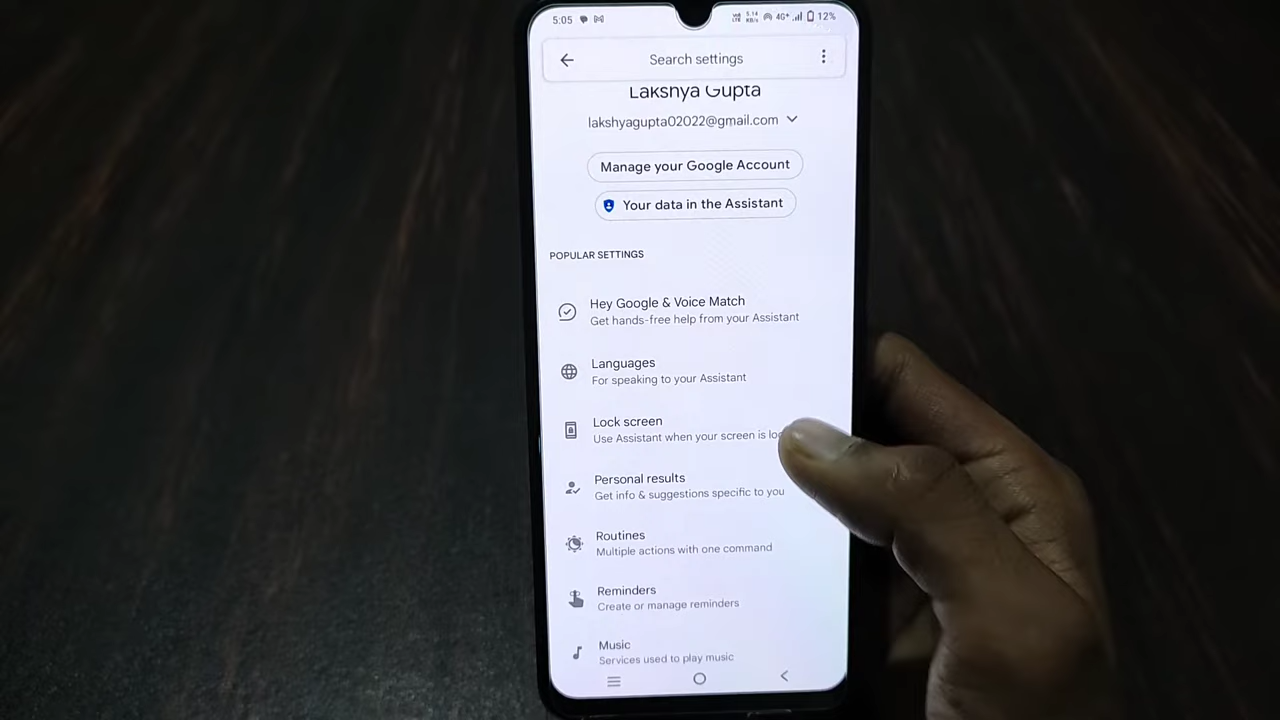 5:05 4G+ 12%
Search settings
Lakshya Gupta
lakshyagupta02022@gmail.com
Manage your Google Account
Your data in the Assistant
POPULAR SETTINGS
Hey Google & Voice Match
Get hands-free help from your Assistant
Languages
For speaking to your Assistant
Lock screen
Use Assistant when your screen is
Personal results
Get info & suggestions specific to you
Routines
Multiple actions with one command
Reminders
Create or manage reminders
Music
Services used to play music